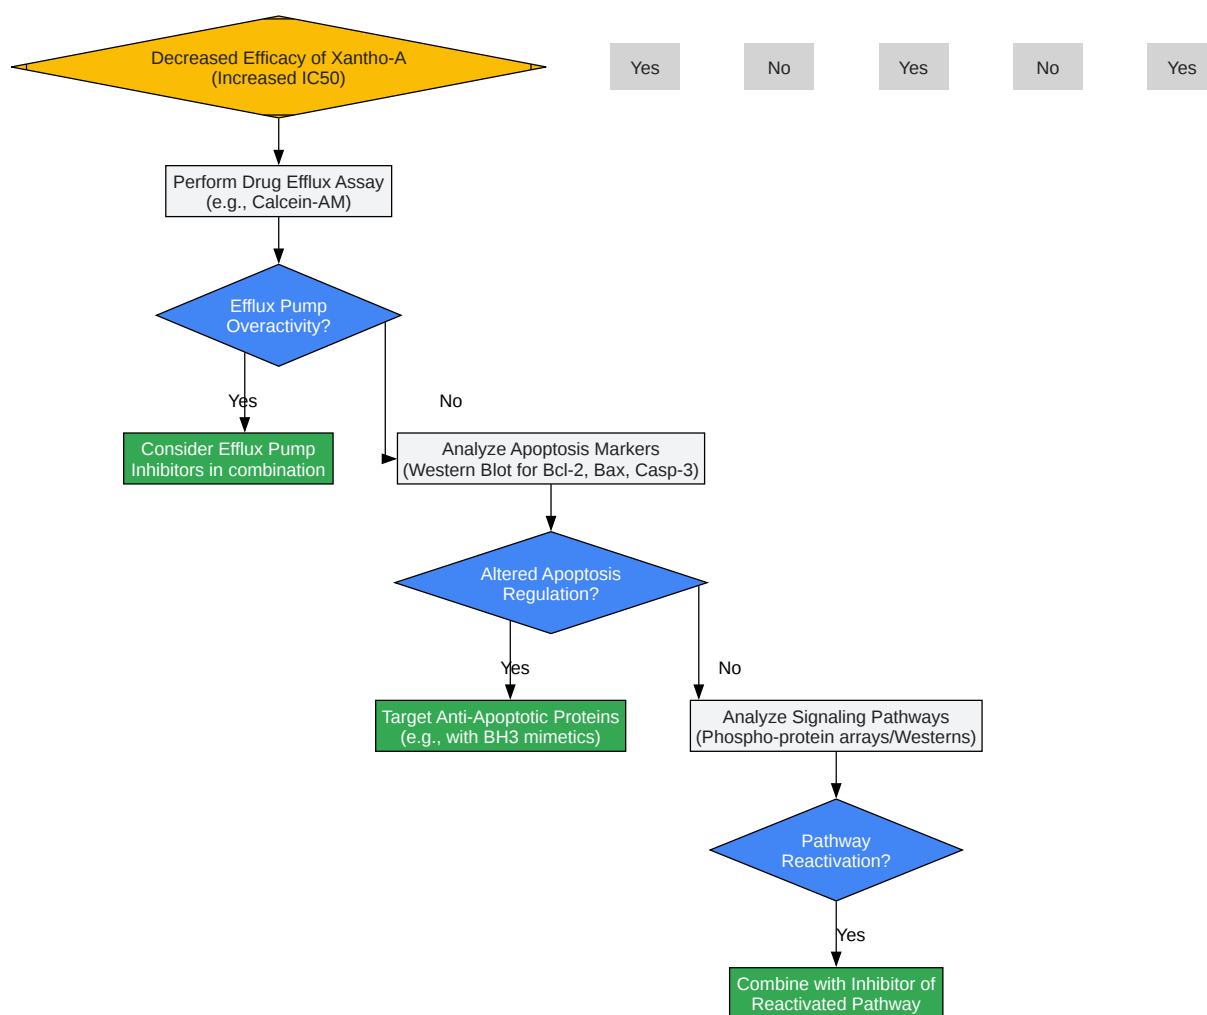 Decreased Efficacy of Xantho-A
(Increased IC50)
Yes
No
Yes
No
Yes
Perform Drug Efflux Assay
(e.g., Calcein-AM)
Efflux Pump
Overactivity?
Yes
No
Consider Efflux Pump
Inhibitors in combination
Analyze Apoptosis Markers
(Western Blot for Bcl-2, Bax, Casp-3)
Altered Apoptosis
Regulation?
Yes
No
Target Anti-Apoptotic Proteins
(e.g., with BH3 mimetics)
Analyze Signaling Pathways
(Phospho-protein arrays/Westerns)
Pathway
Reactivation?
Yes
Combine with Inhibitor of
Reactivated Pathway